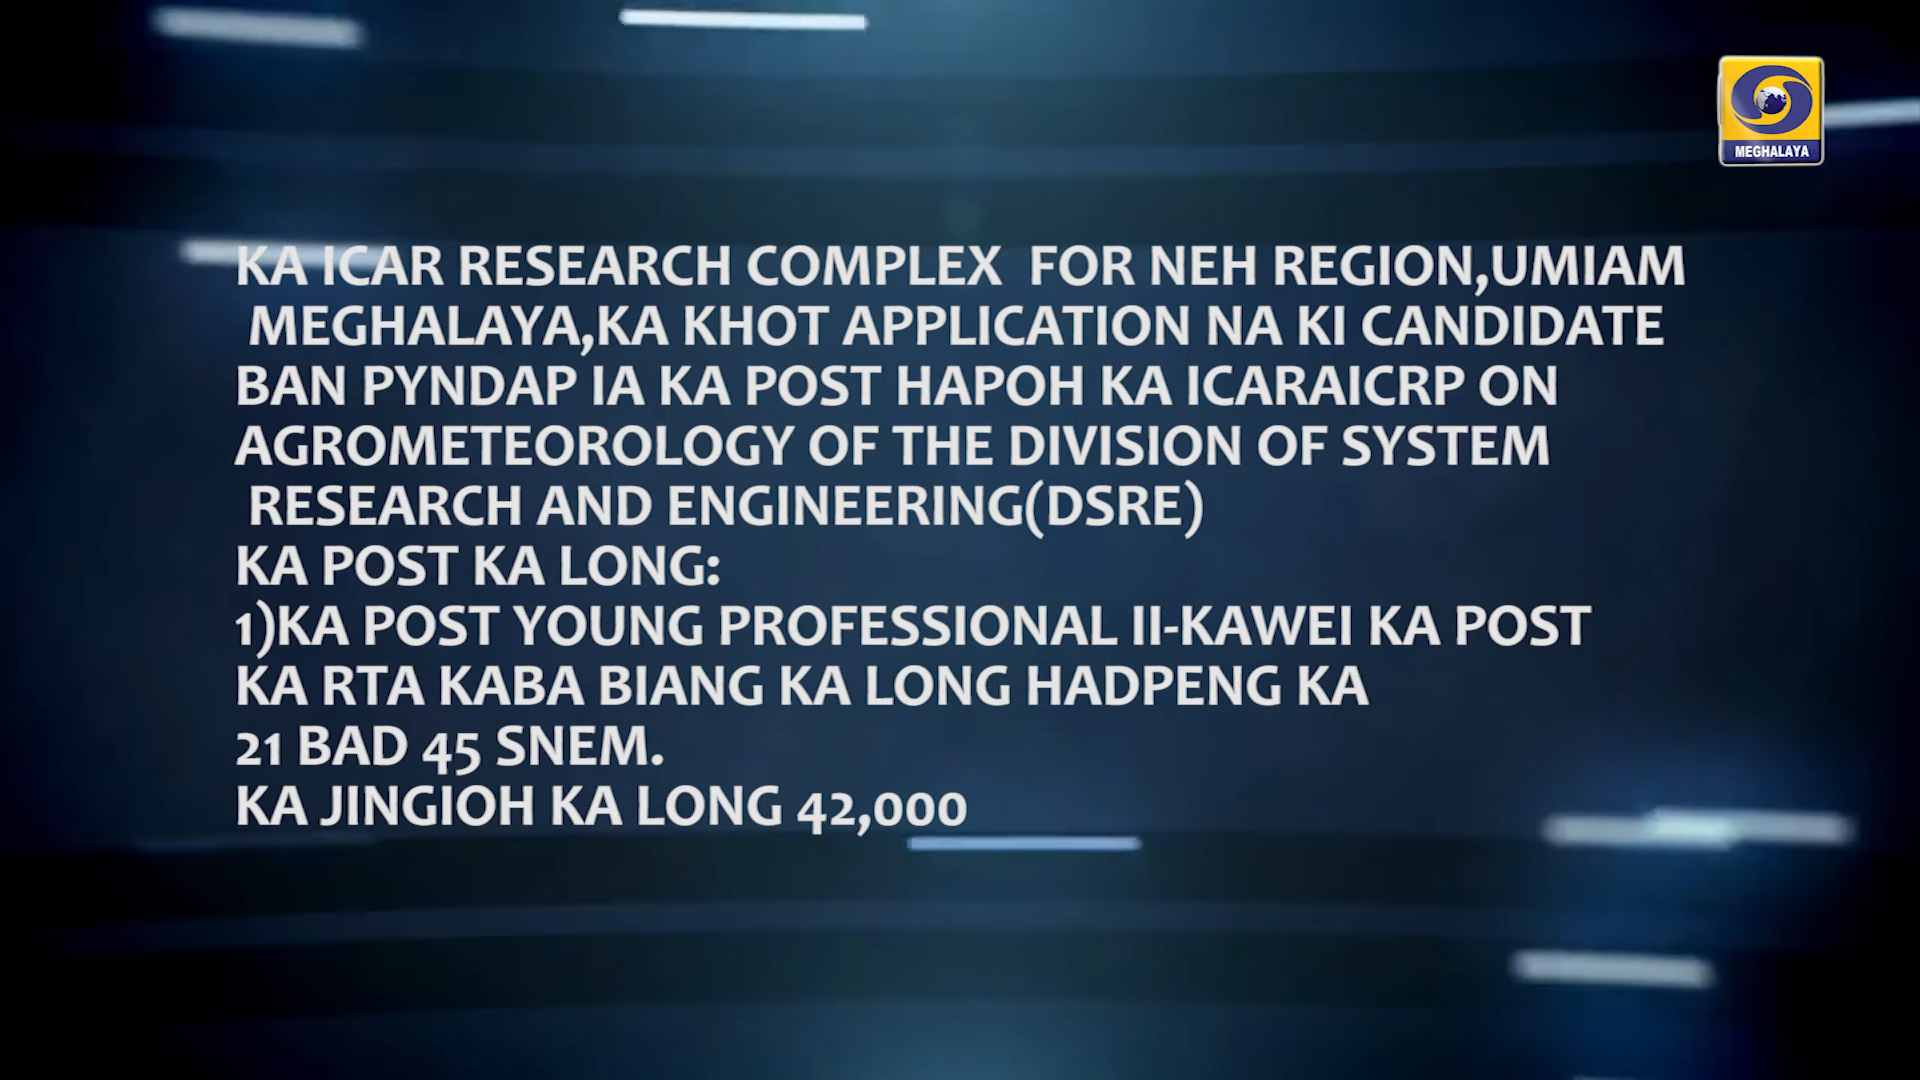 MEGHALAYA
KA ICAR RESEARCH COMPLEX FOR NEH REGION,UMIAM
MEGHALAYA,KA KHOT APPLICATION NA KI CANDIDATE
BAN PYNDAP IA KA POST HAPOH KA ICARAICRP ON
AGROMETEOROLOGY OF THE DIVISION OF SYSTEM
RESEARCH AND ENGINEERING(DSRE)
KA POST KA LONG:
1)KA POST YOUNG PROFESSIONAL II-KAWEI KA POST
KA RTA KABA BIANG KA LONG HADPENG KA
21 BAD 45 SNEM.
KA JINGIOH KA LONG 42,000